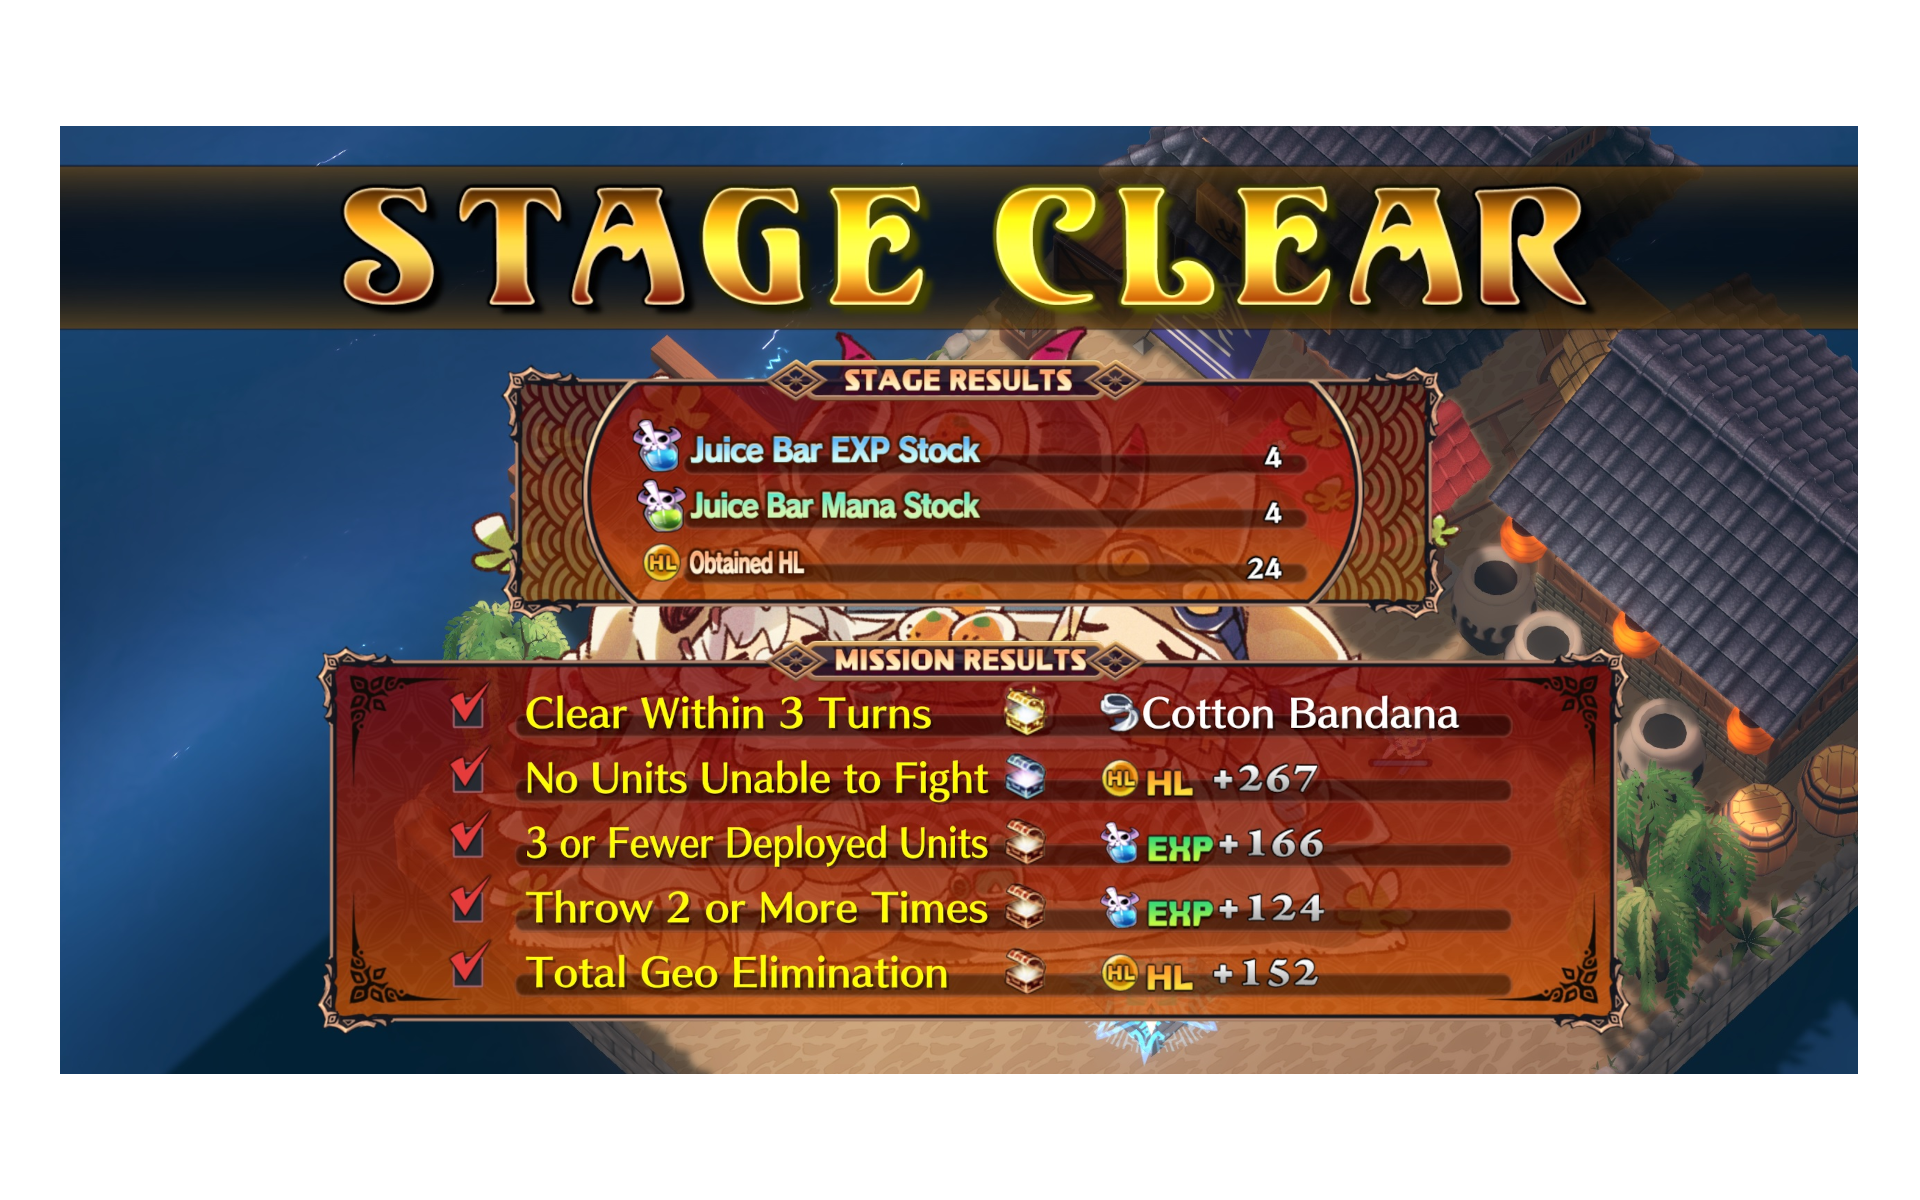 STAGE CLEAR
STAGE RESULTS
Juice Bar EXP Stock 4
Juice Bar Mana Stock 4
HL Obtained HL 24
MISSION RESULTS
Clear Within 3 Turns Cotton Bandana
No Units Unable to Fight HL HL +267
3 or Fewer Deployed Units EXP +166
Throw 2 or More Times EXP +124
Total Geo Elimination HL HL +152